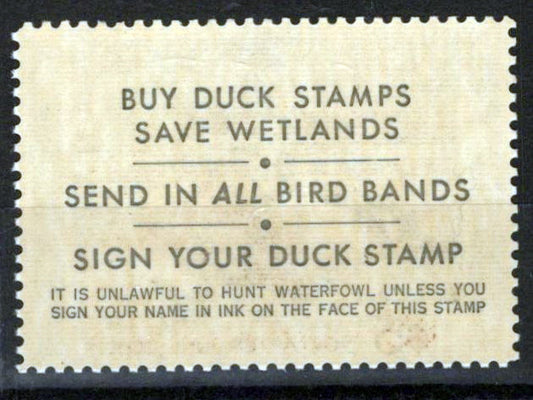 BUY DUCK STAMPS
SAVE WETLANDS
SEND IN ALL BIRD BANDS
SIGN YOUR DUCK STAMP
IT IS UNLAWFUL TO HUNT WATERFOWL UNLESS YOU
SIGN YOUR NAME IN INK ON THE FACE OF THIS STAMP